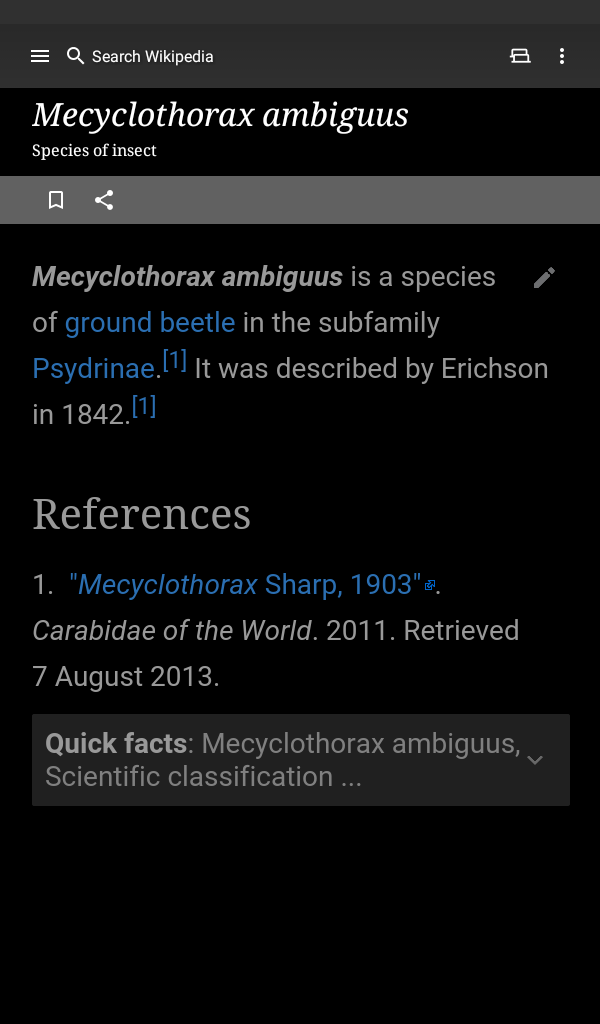 Search Wikipedia
Mecyclothorax ambiguus
Species of insect
Mecyclothorax ambiguus is a species
of ground beetle in the subfamily
Psydrinae.[1] It was described by Erichson
in 1842.[1]
References
1. "Mecyclothorax Sharp, 1903".
Carabidae of the World. 2011. Retrieved
7 August 2013.
Quick facts: Mecyclothorax ambiguus,
Scientific classification ...